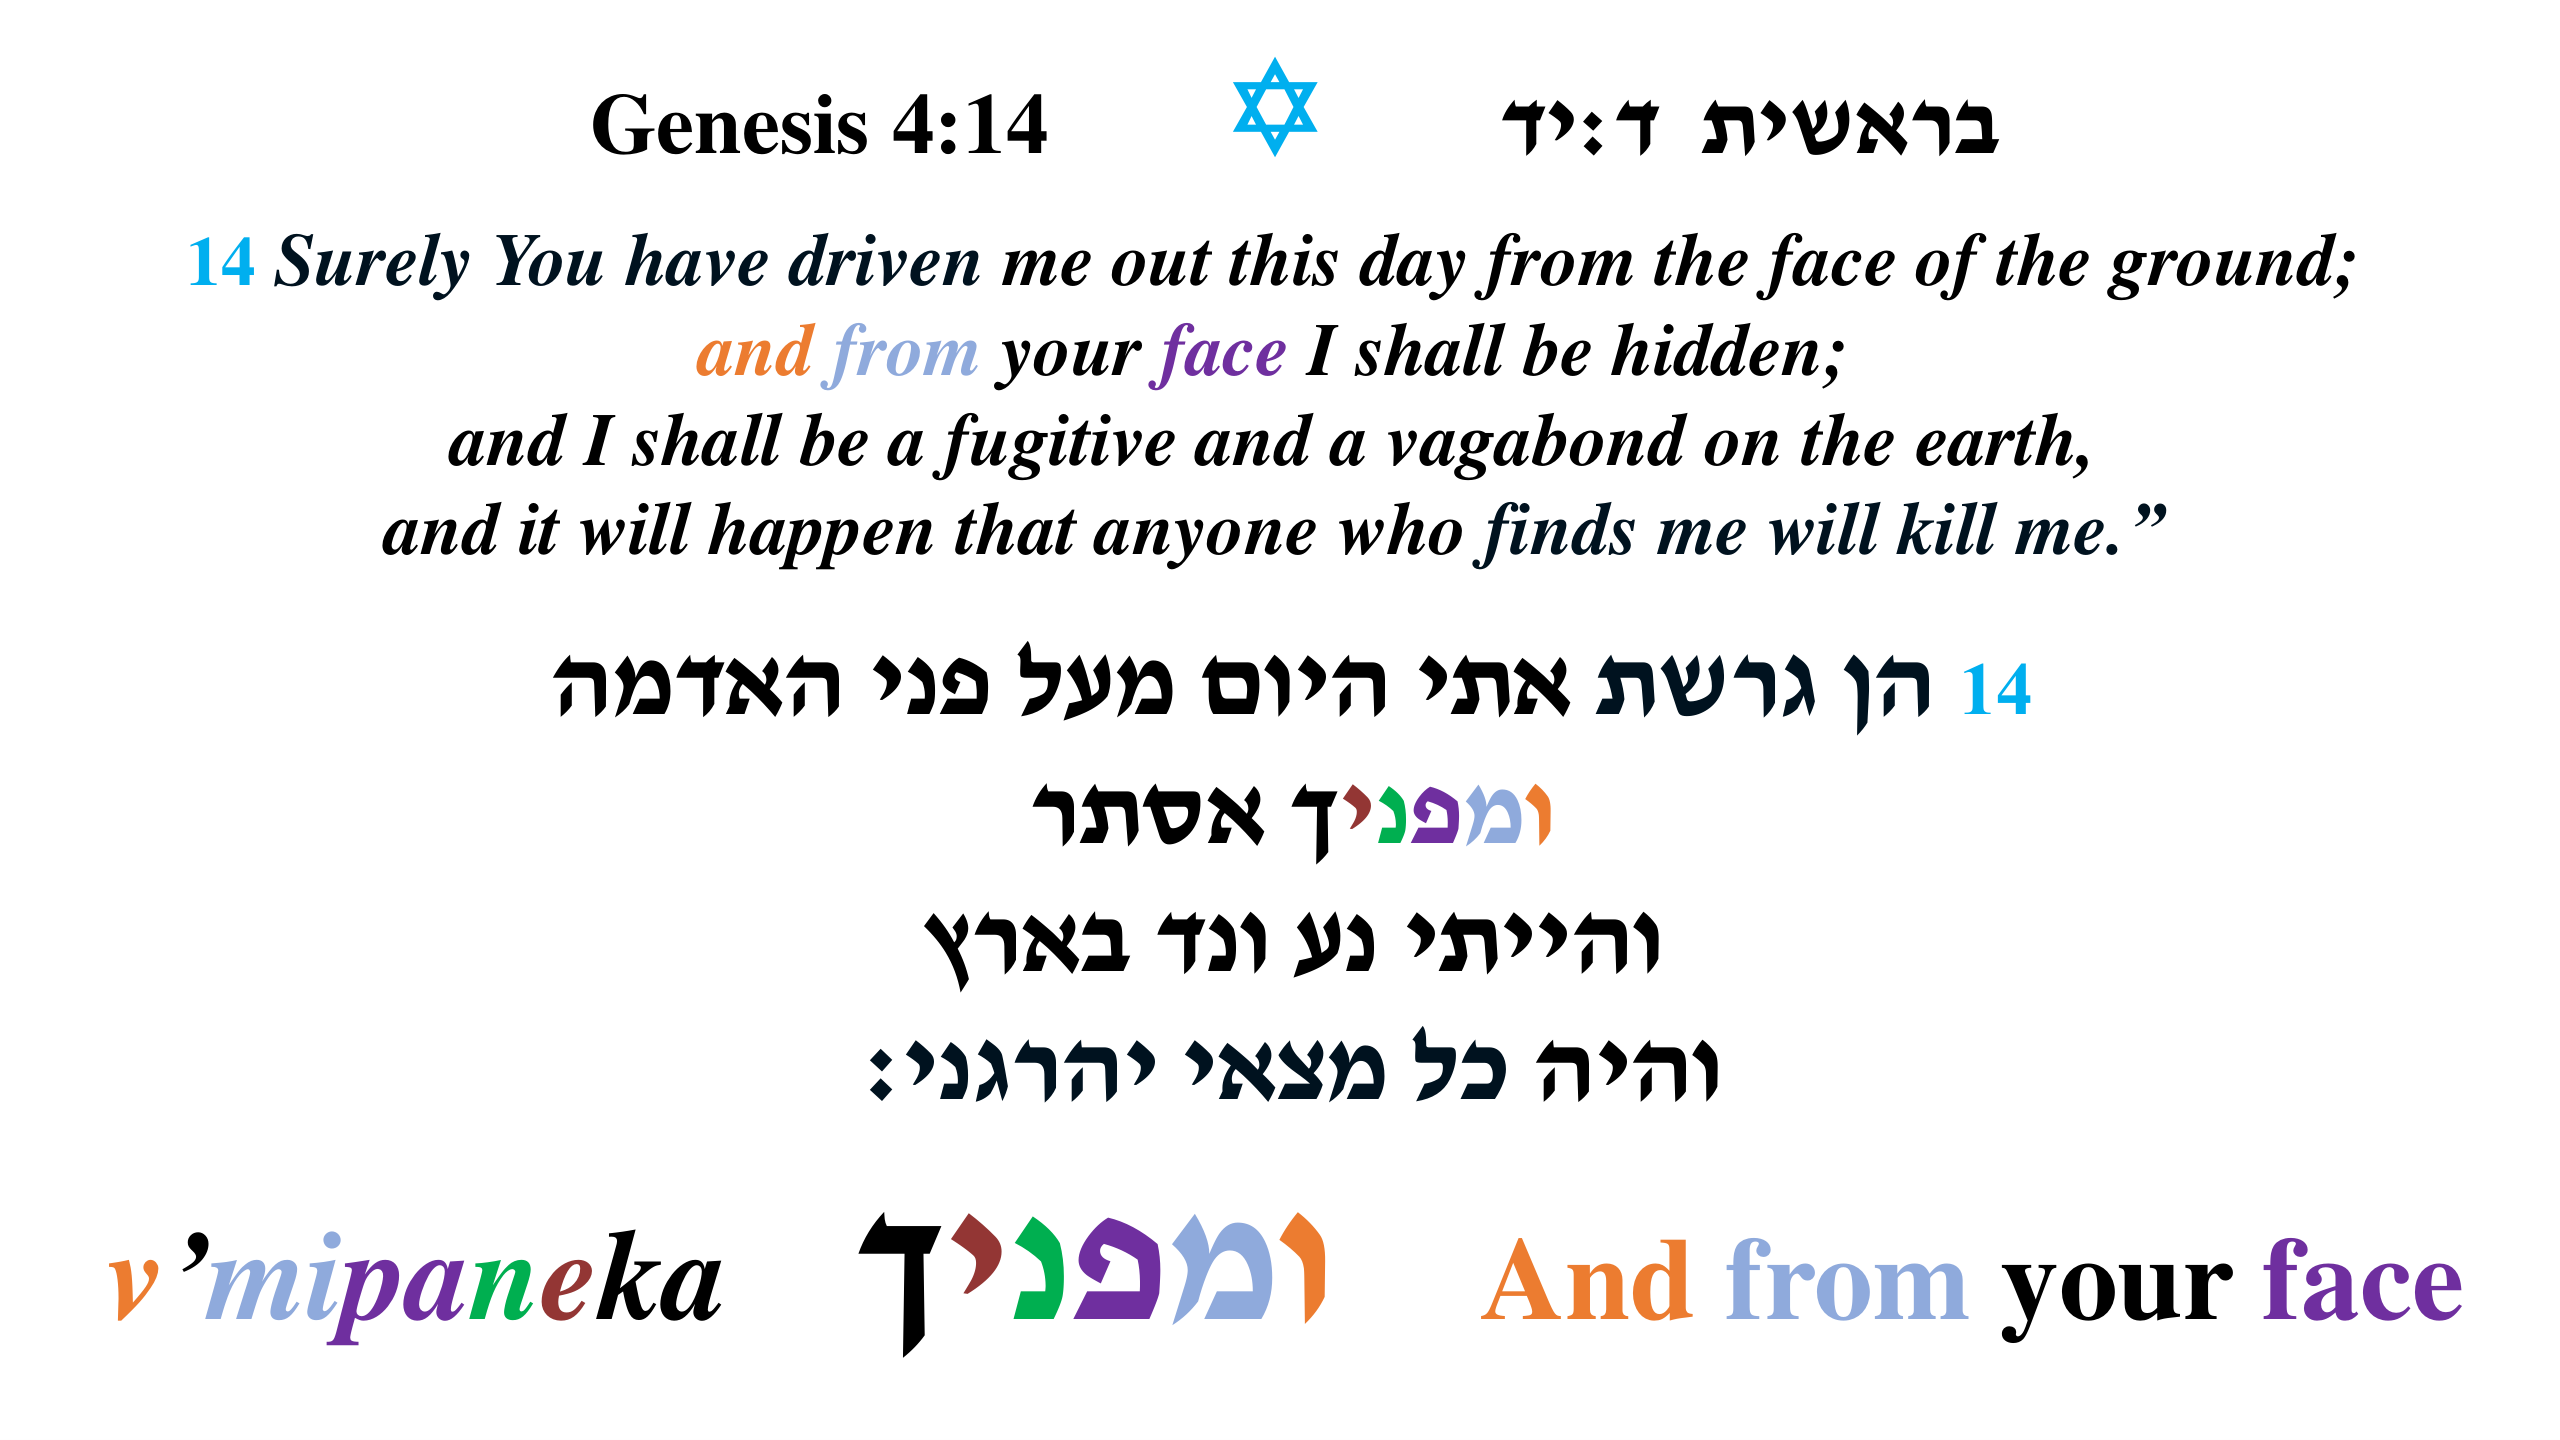 Genesis 4:14 ✡ בראשית ד:יד
14 Surely You have driven me out this day from the face of the ground;
and from your face I shall be hidden;
and I shall be a fugitive and a vagabond on the earth,
and it will happen that anyone who finds me will kill me.”
14 הן גרשת אתי היום מעל פני האדמה
ומפניך אסתר
והייתי נע ונד בארץ
והיה כל מצאי יהרגני:
v’mipaneka ומפניך And from your face